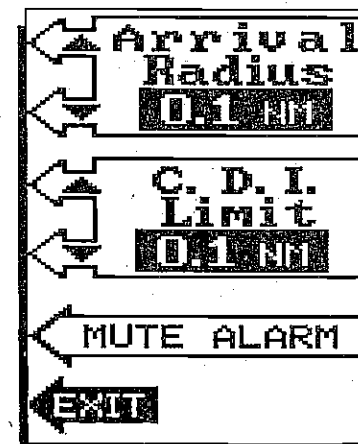 Arrival
Radius
0.1 NM
C. D. I.
Limit
0.1 NM
MUTE ALARM
EXIT